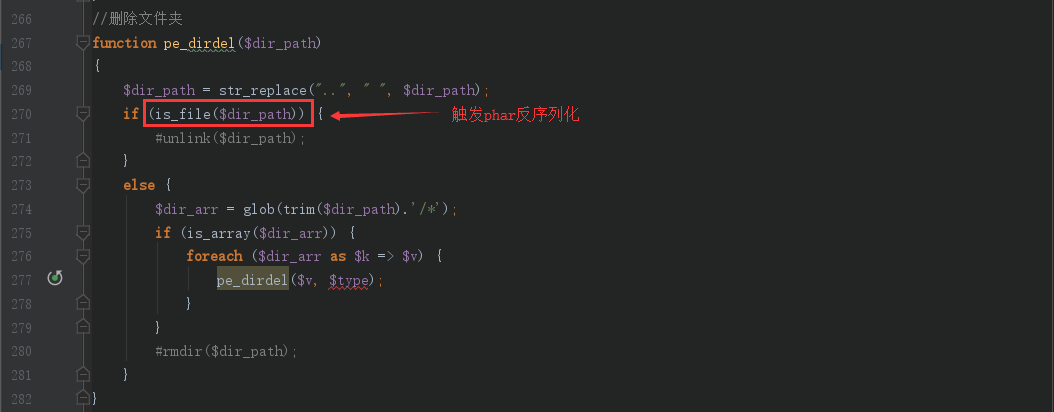 266 //删除文件夹
267 function pe_dirdel($dir_path)
268 {
269 $dir_path = str_replace("..", " ", $dir_path);
270 if (is_file($dir_path)) { 触发phar反序列化
271 #unlink($dir_path);
272 }
273 else {
274 $dir_arr = glob(trim($dir_path).'/*');
275 if (is_array($dir_arr)) {
276 foreach ($dir_arr as $k => $v) {
277 pe_dirdel($v, $type);
278 }
279 }
280 #rmdir($dir_path);
281 }
282 }